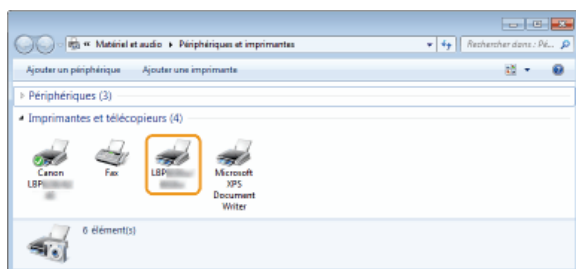 « Matériel et audio ▸ Périphériques et imprimantes
Rechercher dans : Pé...
Ajouter un périphérique Ajouter une imprimante
Périphériques (3)
Imprimantes et télécopieurs (4)
Canon
LBP
Fax
LBP
Microsoft
XPS
Document
Writer
6 élément(s)